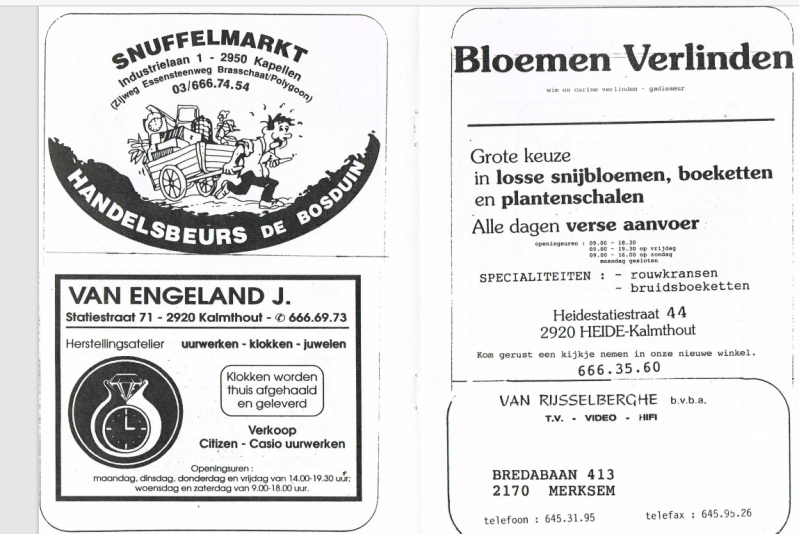 SNUFFELMARKT
Industrielaan 1 - 2950 Kapellen
(Zijweg Essensteenweg Brasschaat/Polygoon)
03/666.74.54
HANDELSBEURS DE BOSDUIN
VAN ENGELAND J.
Statiestraat 71 - 2920 Kalmthout - ✆ 666.69.73
Herstellingsatelier uurwerken - klokken - juwelen
Klokken worden
thuis afgehaald
en geleverd
Verkoop
Citizen - Casio uurwerken
Openingsuren :
maandag, dinsdag, donderdag en vrijdag van 14.00-19.30 uur;
woensdag en zaterdag van 9.00-18.00 uur.
Bloemen Verlinden
wim en carine verlinden - gadisseur
Grote keuze
in losse snijbloemen, boeketten
en plantenschalen
Alle dagen verse aanvoer
openingsuren : 09.00 - 18.30
09.00 - 19.30 op vrijdag
09.00 - 16.00 op zondag
maandag gesloten
SPECIALITEITEN : - rouwkransen
- bruidsboeketten
Heidestatiestraat 44
2920 HEIDE-Kalmthout
Kom gerust een kijkje nemen in onze nieuwe winkel.
666.35.60
VAN RIJSSELBERGHE b.v.b.a.
T.V. - VIDEO - HIFI
BREDABAAN 413
2170 MERKSEM
telefoon : 645.31.95
telefax : 645.95.26